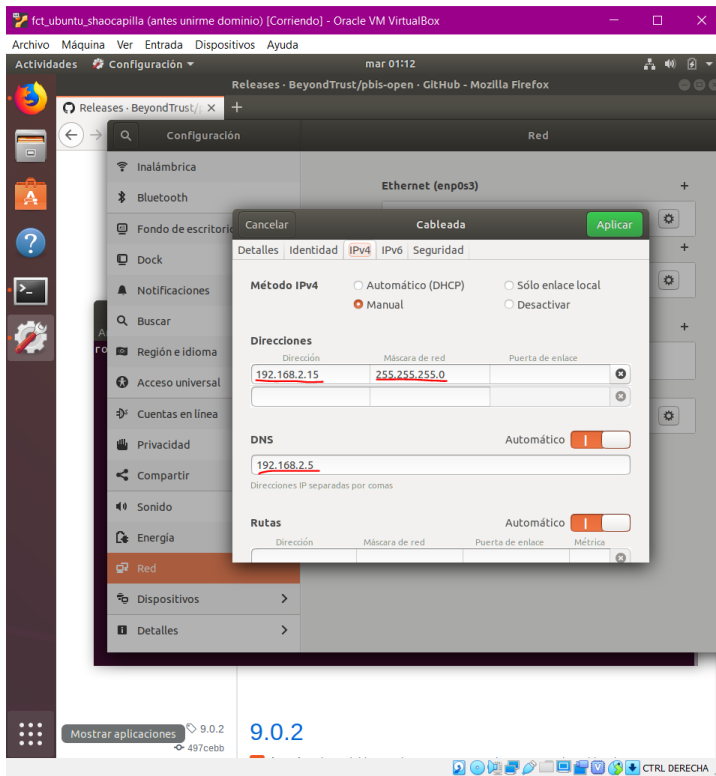 fct_ubuntu_shaocapilla (antes unirme dominio) [Corriendo] - Oracle VM VirtualBox
Archivo Máquina Ver Entrada Dispositivos Ayuda
Actividades Configuración mar 01:12
Releases · BeyondTrust/pbis-open · GitHub - Mozilla Firefox
Releases · BeyondTrust/
Configuración Red
Inalámbrica
Bluetooth
Fondo de escritorio
Dock
Notificaciones
Buscar
Región e idioma
Acceso universal
Cuentas en línea
Privacidad
Compartir
Sonido
Energía
Red
Dispositivos
Detalles
Ethernet (enp0s3)
Cancelar Cableada Aplicar
Detalles Identidad IPv4 IPv6 Seguridad
Método IPv4 Automático (DHCP) Sólo enlace local
Manual Desactivar
Direcciones
Dirección Máscara de red Puerta de enlace
192.168.2.15 255.255.255.0
DNS Automático
192.168.2.5
Direcciones IP separadas por comas
Rutas Automático
Dirección Máscara de red Puerta de enlace Métrica
Mostrar aplicaciones
9.0.2
497cebb
9.0.2
CTRL DERECHA